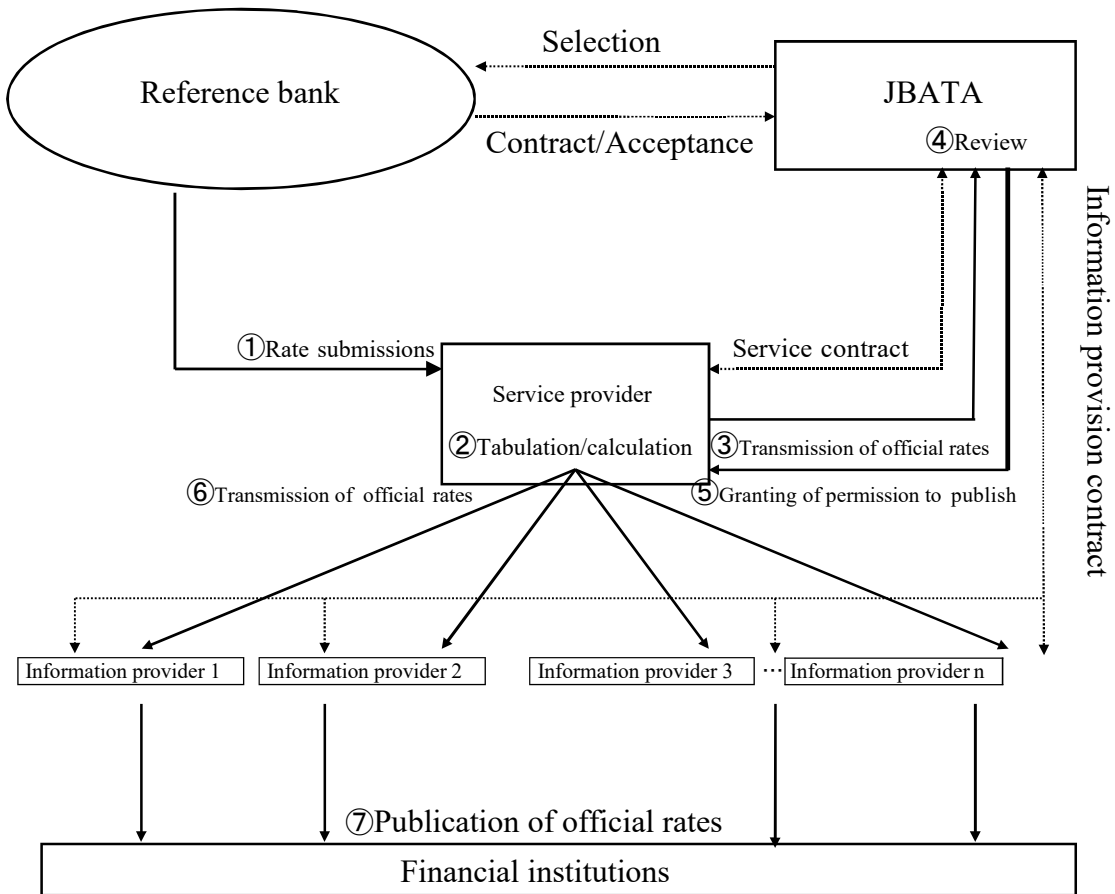 Selection
Reference bank
JBATA
Contract/Acceptance
④Review
Information provision contract
①Rate submissions
Service contract
Service provider
②Tabulation/calculation
③Transmission of official rates
⑥Transmission of official rates
⑤Granting of permission to publish
Information provider 1
Information provider 2
Information provider 3
…
Information provider n
⑦Publication of official rates
Financial institutions